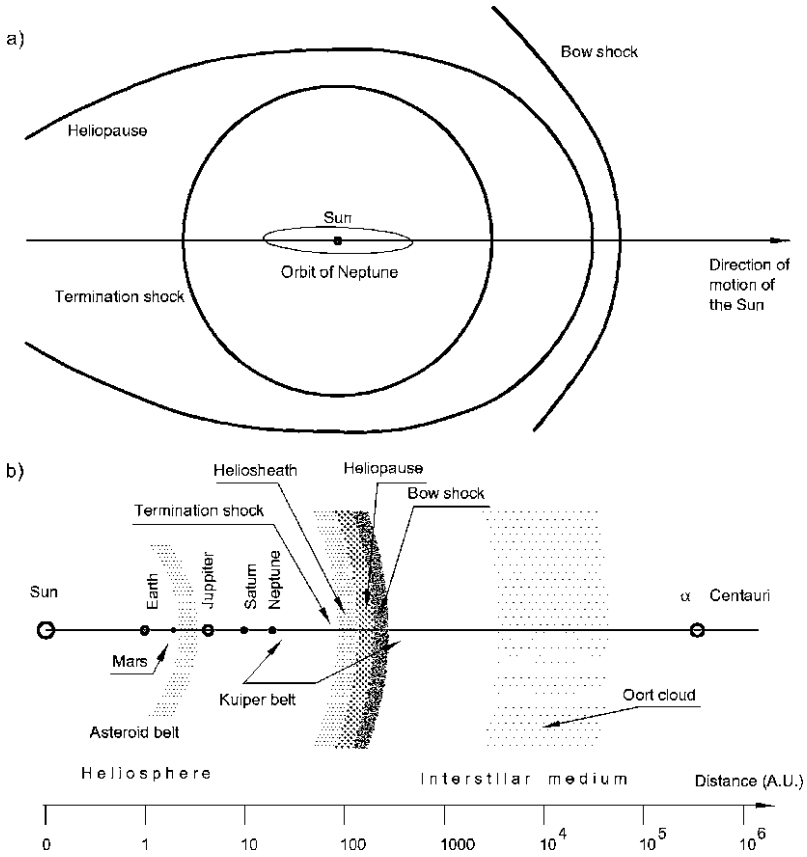 a)
Bow shock
Heliopause
Sun
Orbit of Neptune
Termination shock
Direction of
motion of
the Sun
b)
Heliosheath
Heliopause
Bow shock
Termination shock
Sun
Earth
Juppiter
Saturn
Neptune
α Centauri
Mars
Kuiper belt
Oort cloud
Asteroid belt
Heliosphere
Interstllar medium
Distance (A.U.)
0 1 10 100 1000 10⁴ 10⁵ 10⁶